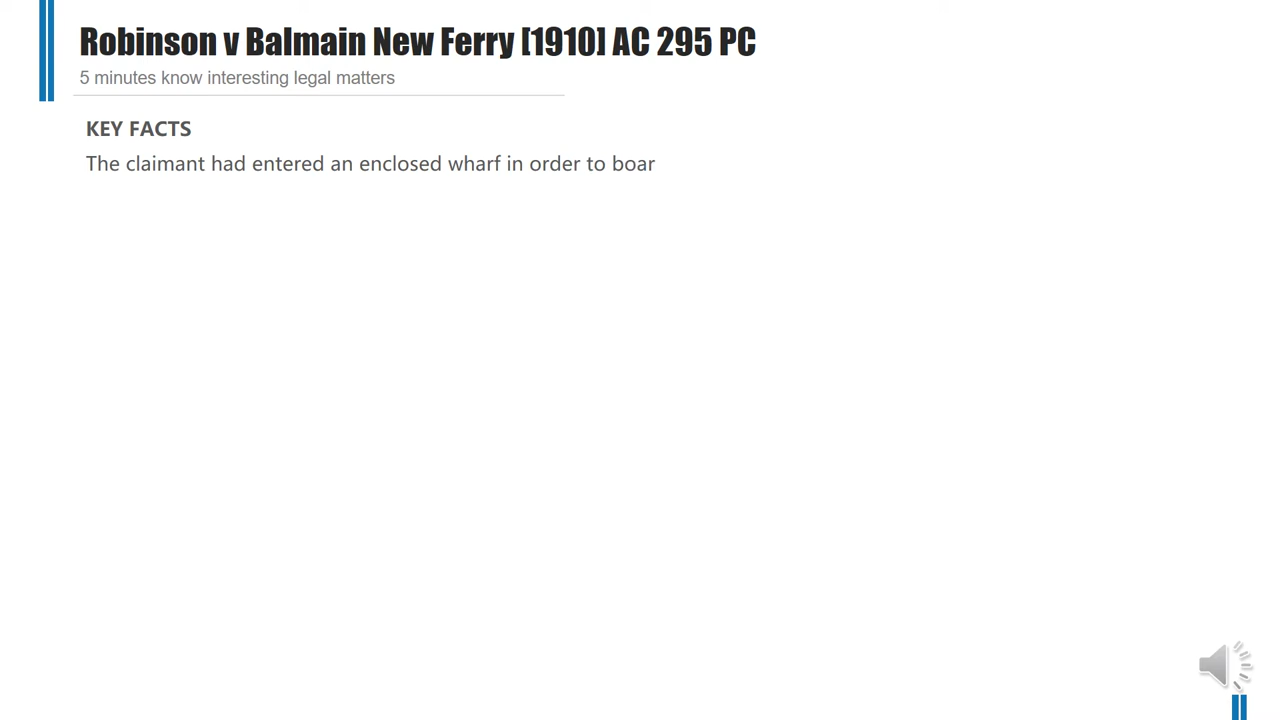 Robinson v Balmain New Ferry [1910] AC 295 PC
5 minutes know interesting legal matters
KEY FACTS
The claimant had entered an enclosed wharf in order to boar